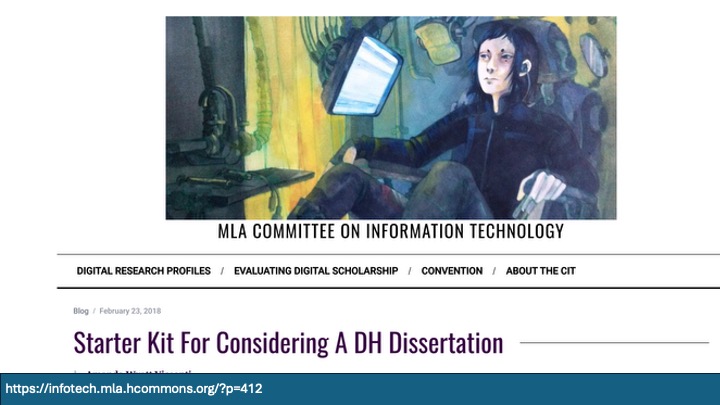 MLA COMMITTEE ON INFORMATION TECHNOLOGY
DIGITAL RESEARCH PROFILES / EVALUATING DIGITAL SCHOLARSHIP / CONVENTION / ABOUT THE CIT
Blog / February 23, 2018
Starter Kit For Considering A DH Dissertation
https://infotech.mla.hcommons.org/?p=412